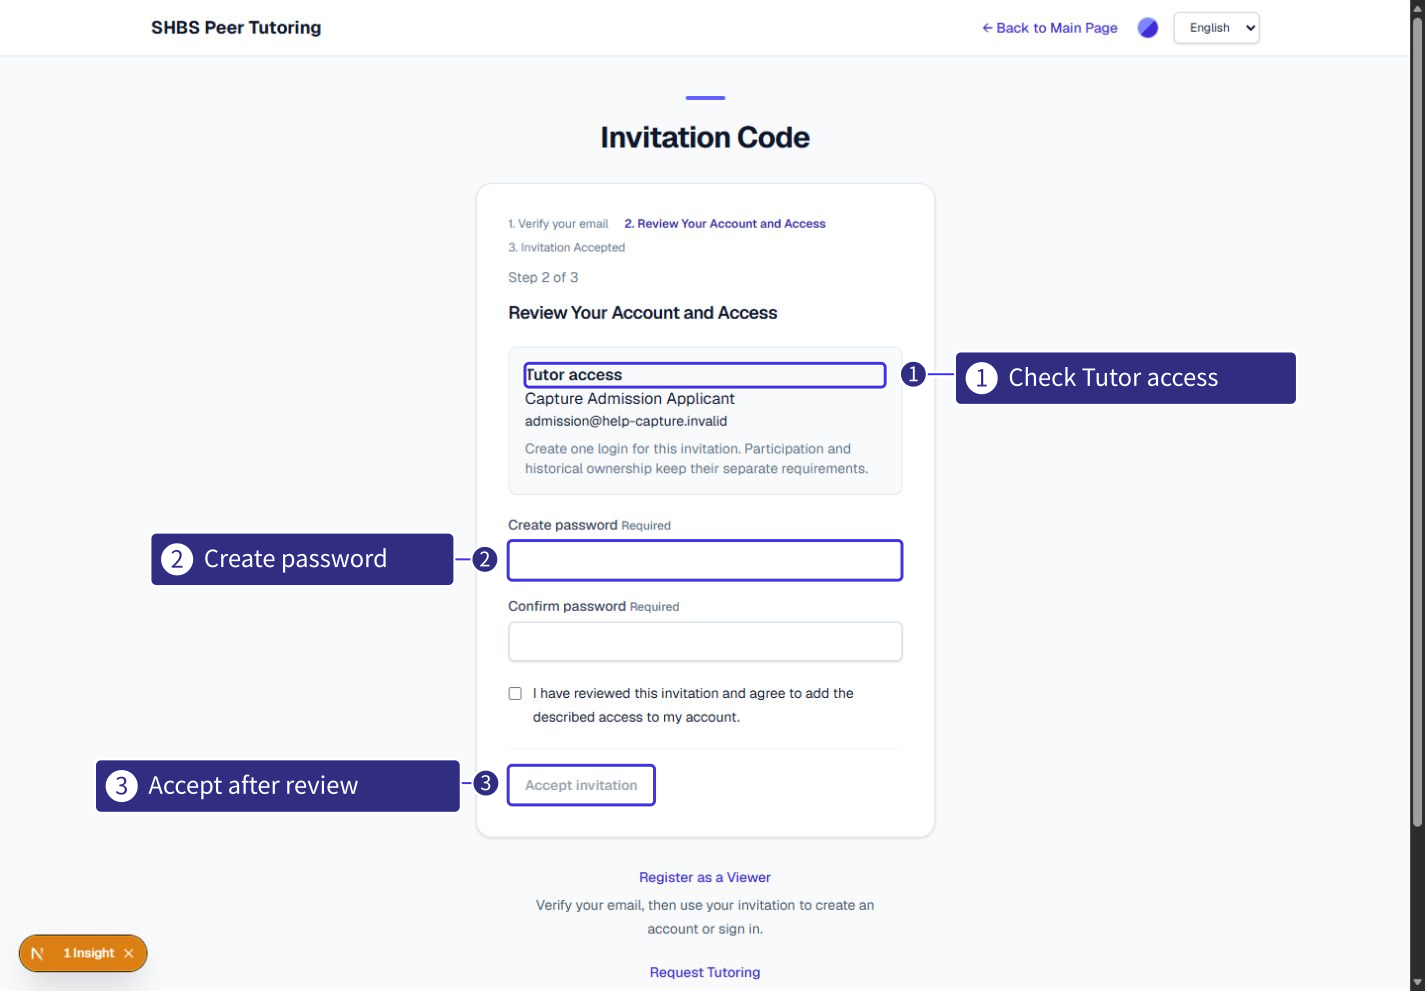 SHBS Peer Tutoring
← Back to Main Page
English
Invitation Code
1. Verify your email
2. Review Your Account and Access
3. Invitation Accepted
Step 2 of 3
Review Your Account and Access
Tutor access
1
1 Check Tutor access
Capture Admission Applicant
admission@help-capture.invalid
Create one login for this invitation. Participation and
historical ownership keep their separate requirements.
Create password Required
2 Create password
2
Confirm password Required
I have reviewed this invitation and agree to add the
described access to my account.
3 Accept after review
3
Accept invitation
Register as a Viewer
Verify your email, then use your invitation to create an
account or sign in.
N 1 Insight ×
Request Tutoring